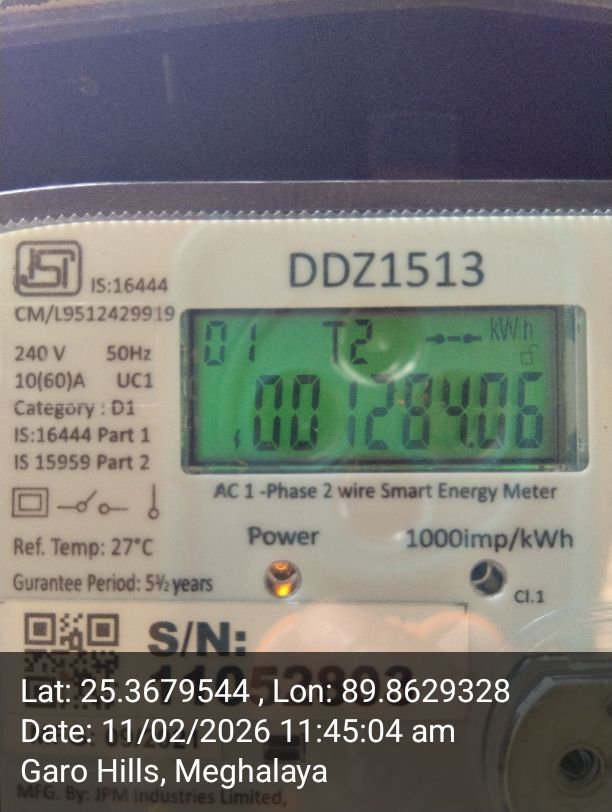 IS:16444
CM/L9512429919
DDZ1513
240 V 50Hz
10(60)A UC1
Category : D1
IS:16444 Part 1
IS 15959 Part 2
01 T2 kWh
001284.06
AC 1 -Phase 2 wire Smart Energy Meter
Ref. Temp: 27°C
Power
1000imp/kWh
Gurantee Period: 5½ years
Cl.1
S/N:
Lat: 25.3679544 , Lon: 89.8629328
Date: 11/02/2026 11:45:04 am
Garo Hills, Meghalaya
MFG. By: JPM Industries Limited,